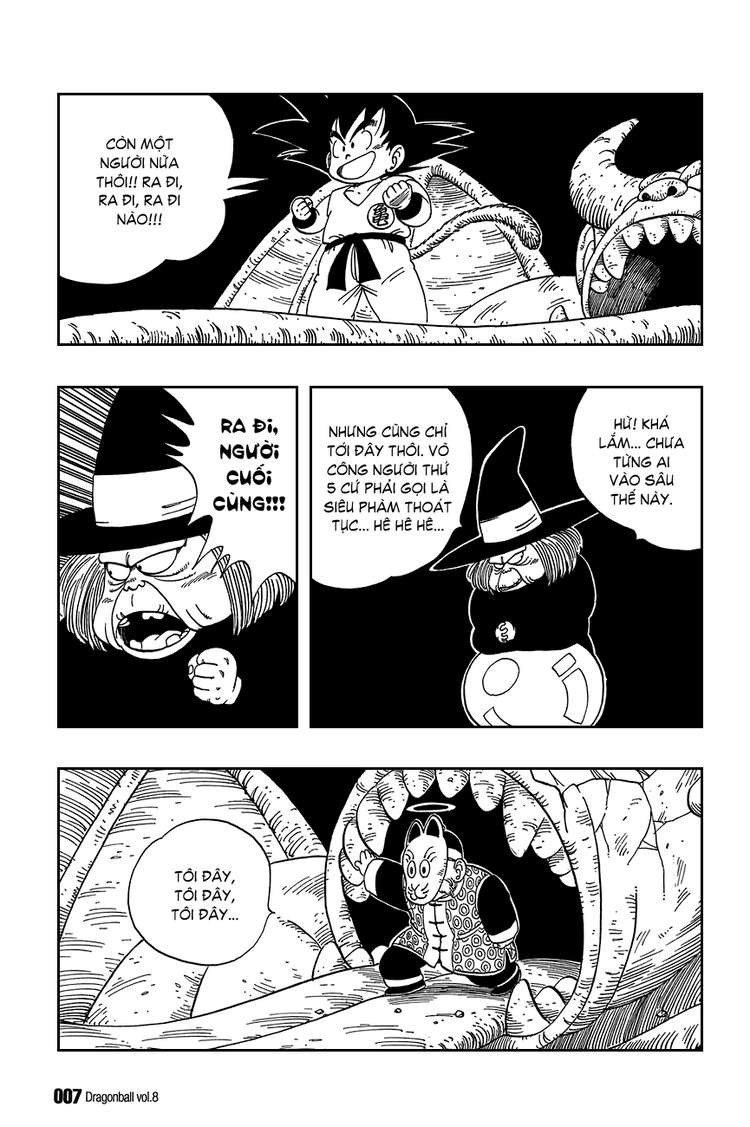 CÒN MỘT
NGƯỜI NỮA
THÔI!! RA ĐI,
RA ĐI, RA ĐI
NÀO!!!
亀
HỪ! KHÁ
LẮM... CHƯA
TỪNG AI
VÀO SÂU
THẾ NÀY.
NHƯNG CŨNG CHỈ
TỚI ĐÂY THÔI. VÕ
CÔNG NGƯỜI THỨ
5 CỨ PHẢI GỌI LÀ
SIÊU PHÀM THOÁT
TỤC... HÊ HÊ HÊ...
RA ĐI,
NGƯỜI
CUỐI
CÙNG!!!
TÔI ĐÂY,
TÔI ĐÂY,
TÔI ĐÂY...
007 Dragonball vol.8